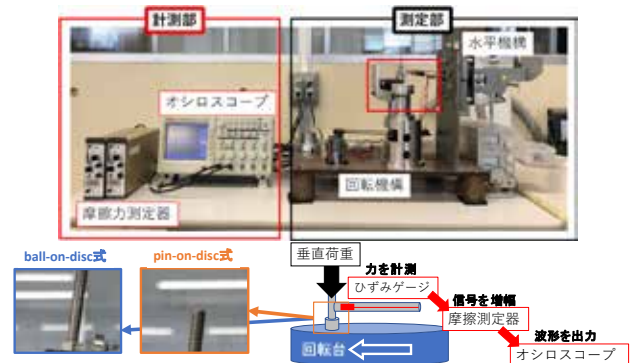 計測部
測定部
水平機構
オシロスコープ
回転機構
摩擦力測定器
ball-on-disc式
pin-on-disc式
垂直荷重
力を計測
ひずみゲージ
信号を増幅
摩擦測定器
波形を出力
回転台
オシロスコープ